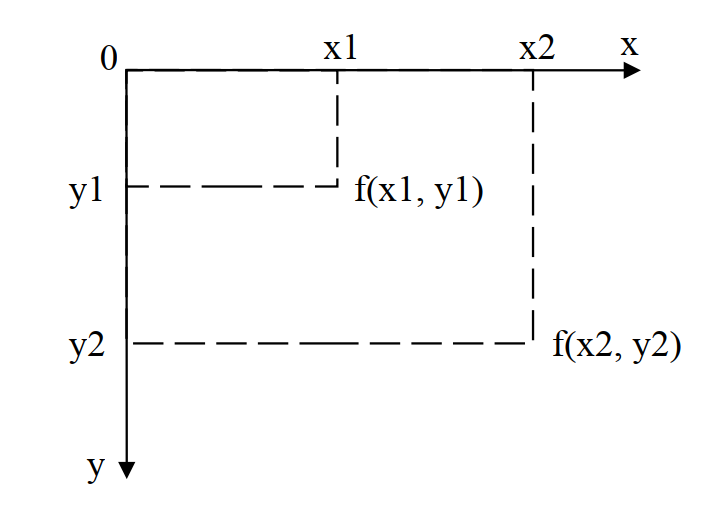 0 x1 x2 x
y1 f(x1, y1)
y2 f(x2, y2)
y